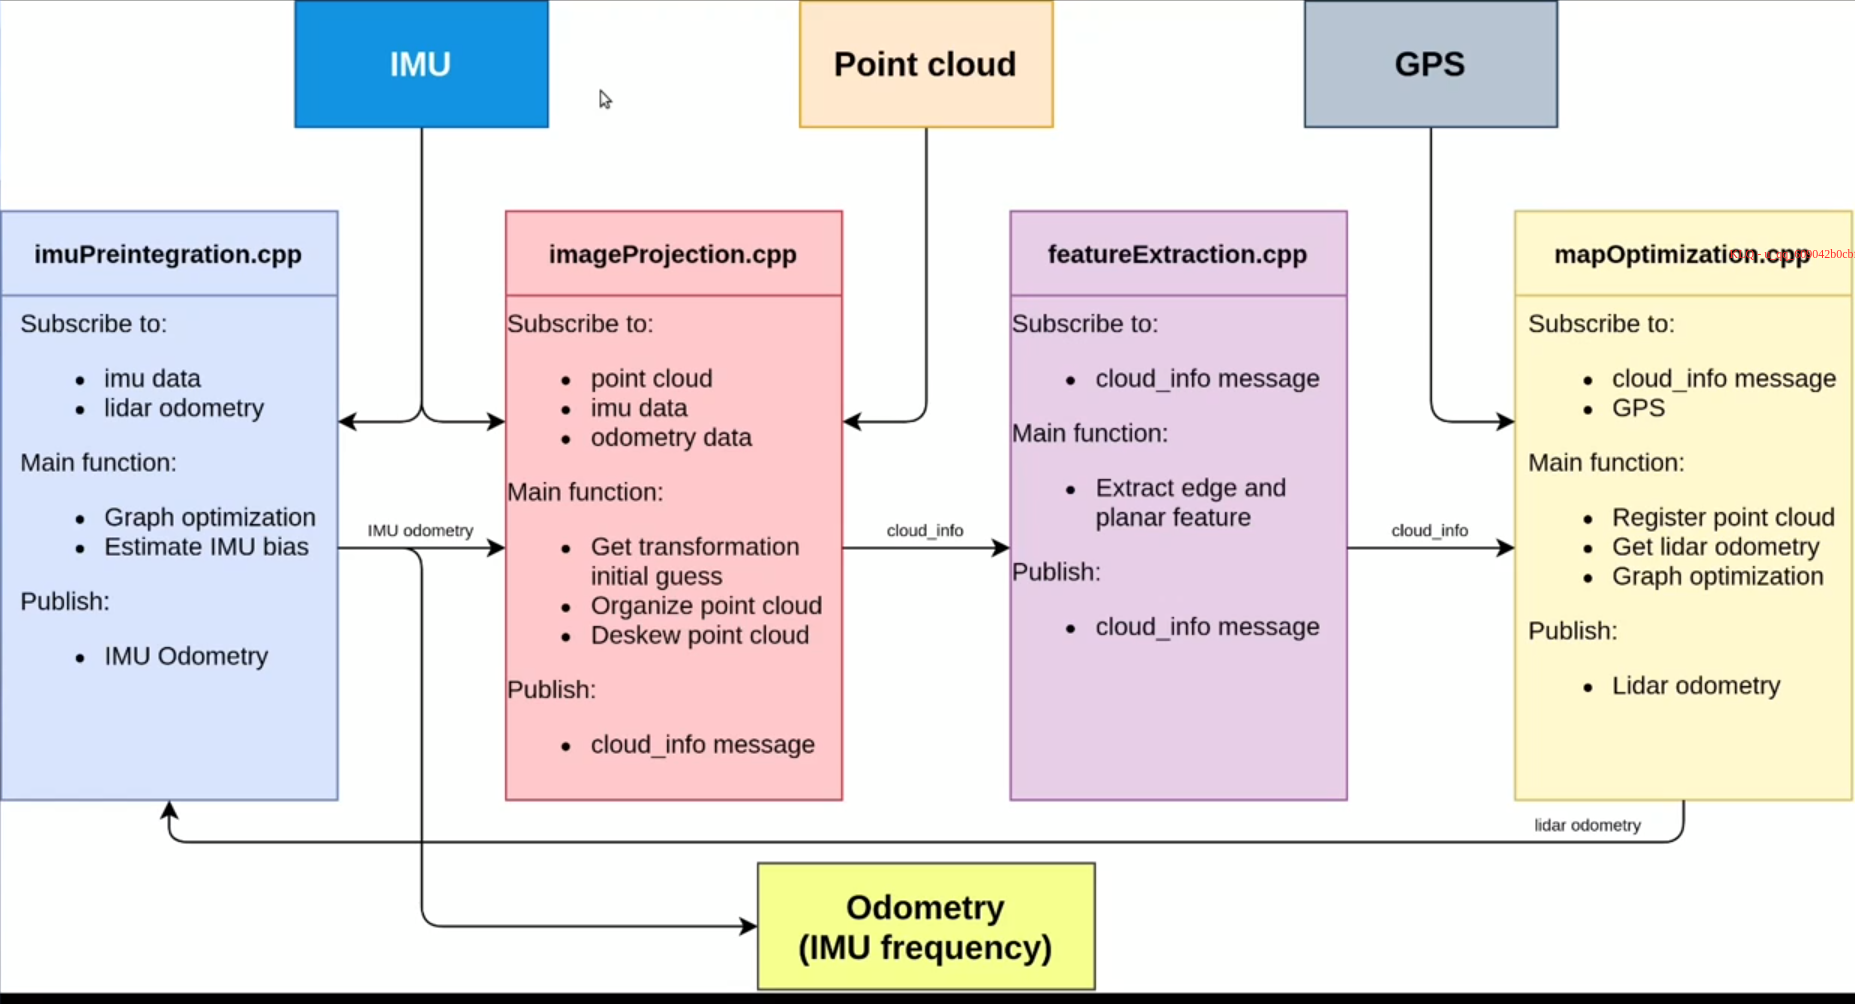 IMU
Point cloud
GPS
imuPreintegration.cpp
Subscribe to:
imu data
lidar odometry
Main function:
Graph optimization
Estimate IMU bias
Publish:
IMU Odometry
IMU odometry
imageProjection.cpp
Subscribe to:
point cloud
imu data
odometry data
Main function:
Get transformation
initial guess
Organize point cloud
Deskew point cloud
Publish:
cloud_info message
cloud_info
featureExtraction.cpp
Subscribe to:
cloud_info message
Main function:
Extract edge and
planar feature
Publish:
cloud_info message
cloud_info
mapOptimization.cpp
Subscribe to:
cloud_info message
GPS
Main function:
Register point cloud
Get lidar odometry
Graph optimization
Publish:
Lidar odometry
lidar odometry
Odometry
(IMU frequency)